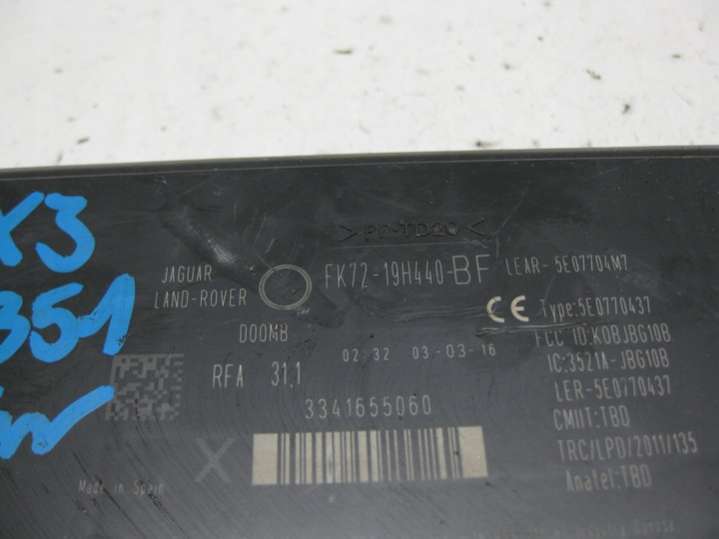 X3
351
>PP-TD20<
JAGUAR
LAND-ROVER
FK72-19H440-BF
LEAR- 5E07704M7
CE Type:5E0770437
FCC ID:KOBJBG10B
IC:3521A-JBG10B
LER-5E0770437
CMIIT:TBD
TRC/LPD/2011/135
Anatel:TBD
DOOMB
02:32 03-03-16
RFA 31,1
3341655060
X
Made in Spain